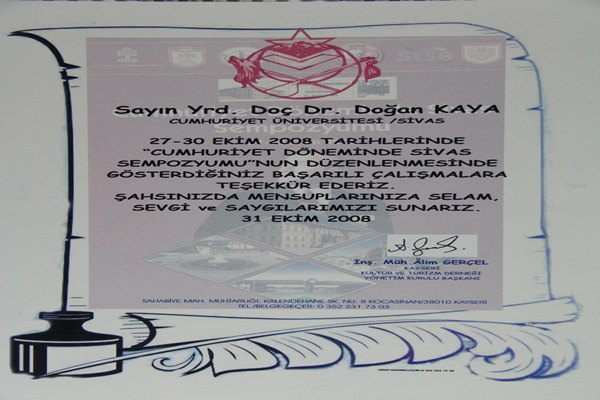 Stso
Sempozyumu
Sayın Yrd. Doç Dr. Doğan KAYA
CUMHURİYET ÜNİVERSİTESİ /SİVAS
27-30 EKİM 2008 TARİHLERİNDE
“CUMHURİYET DÖNEMİNDE SİVAS
SEMPOZYUMU”NUN DÜZENLENMESİNDE
GÖSTERDİĞİNİZ BAŞARILI ÇALIŞMALARA
TEŞEKKÜR EDERİZ.
ŞAHSINIZDA MENSUPLARINIZA SELAM,
SEVGİ ve SAYGILARIMIZI SUNARIZ.
31 EKİM 2008
İnş. Müh.Âlim GERÇEL
KAYSERİ
KÜLTÜR VE TURİZM DERNEĞİ
YÖNETİM KURULU BAŞKANI
SAHABİYE MAH. MUHTARLIĞI, KALENDEHANE SK. NU: 8 KOCASİNAN/38010 KAYSERİ
TEL/BELGEGEÇER: 0 352 231 73 03